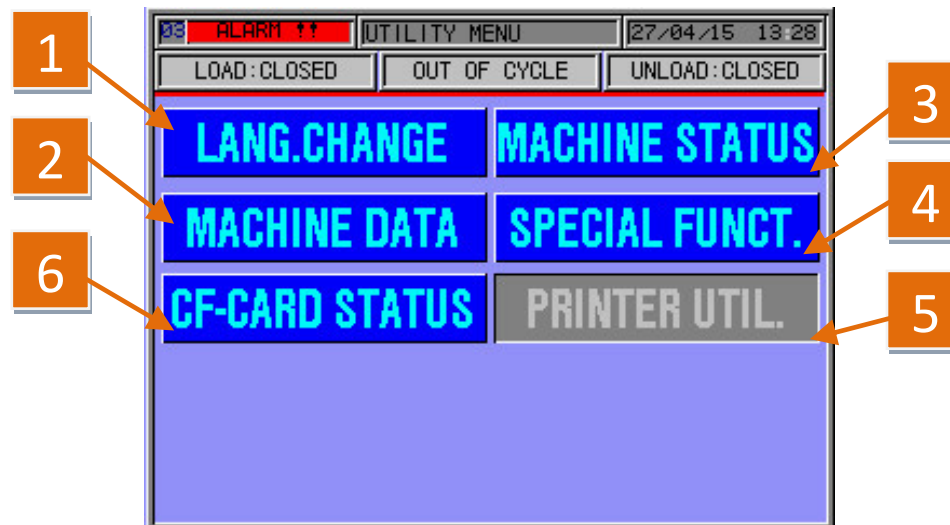 03 ALARM !! UTILITY MENU 27/04/15 13:28
LOAD:CLOSED OUT OF CYCLE UNLOAD:CLOSED
1 LANG.CHANGE MACHINE STATUS 3
2 MACHINE DATA SPECIAL FUNCT. 4
6 CF-CARD STATUS PRINTER UTIL. 5